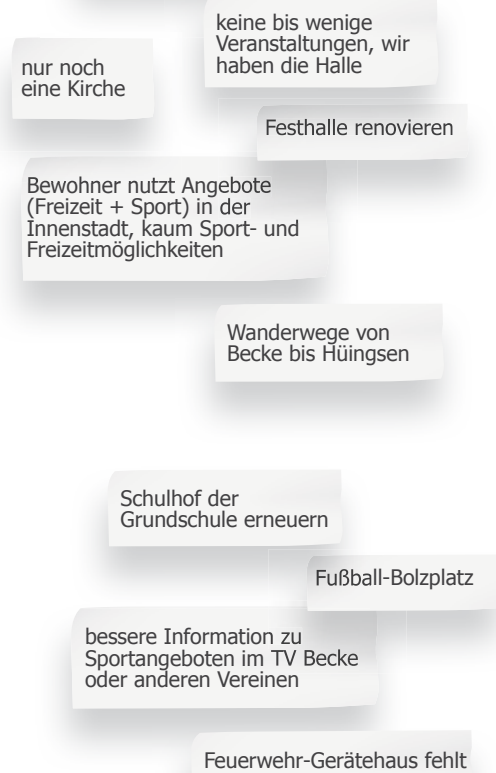 keine bis wenige
Veranstaltungen, wir
haben die Halle
nur noch
eine Kirche
Festhalle renovieren
Bewohner nutzt Angebote
(Freizeit + Sport) in der
Innenstadt, kaum Sport- und
Freizeitmöglichkeiten
Wanderwege von
Becke bis Hüingsen
Schulhof der
Grundschule erneuern
Fußball-Bolzplatz
bessere Information zu
Sportangeboten im TV Becke
oder anderen Vereinen
Feuerwehr-Gerätehaus fehlt